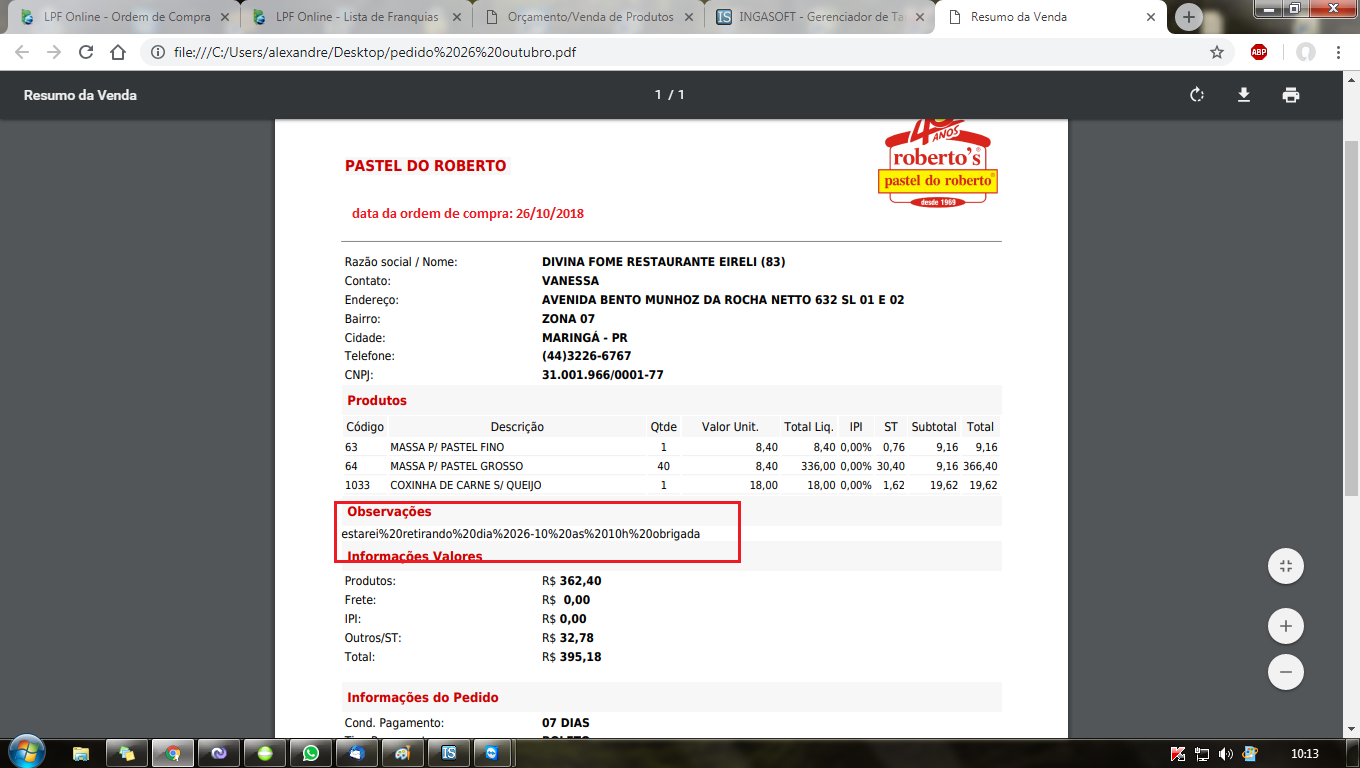 LPF Online - Ordem de Compra
LPF Online - Lista de Franquias
Orçamento/Venda de Produtos
INGASOFT - Gerenciador de Ta
Resumo da Venda
file:///C:/Users/alexandre/Desktop/pedido%2026%20outubro.pdf
ABP
Resumo da Venda
1 / 1
ANOS
roberto's
pastel do roberto
desde 1969
PASTEL DO ROBERTO
data da ordem de compra: 26/10/2018
Razão social / Nome: DIVINA FOME RESTAURANTE EIRELI (83)
Contato: VANESSA
Endereço: AVENIDA BENTO MUNHOZ DA ROCHA NETTO 632 SL 01 E 02
Bairro: ZONA 07
Cidade: MARINGÁ - PR
Telefone: (44)3226-6767
CNPJ: 31.001.966/0001-77
Produtos
Código Descrição Qtde Valor Unit. Total Liq. IPI ST Subtotal Total
63 MASSA P/ PASTEL FINO 1 8,40 8,40 0,00% 0,76 9,16 9,16
64 MASSA P/ PASTEL GROSSO 40 8,40 336,00 0,00% 30,40 9,16 366,40
1033 COXINHA DE CARNE S/ QUEIJO 1 18,00 18,00 0,00% 1,62 19,62 19,62
Observações
estarei%20retirando%20dia%2026-10%20as%2010h%20obrigada
Informações Valores
Produtos: R$ 362,40
Frete: R$ 0,00
IPI: R$ 0,00
Outros/ST: R$ 32,78
Total: R$ 395,18
Informações do Pedido
Cond. Pagamento: 07 DIAS
IS
10:13